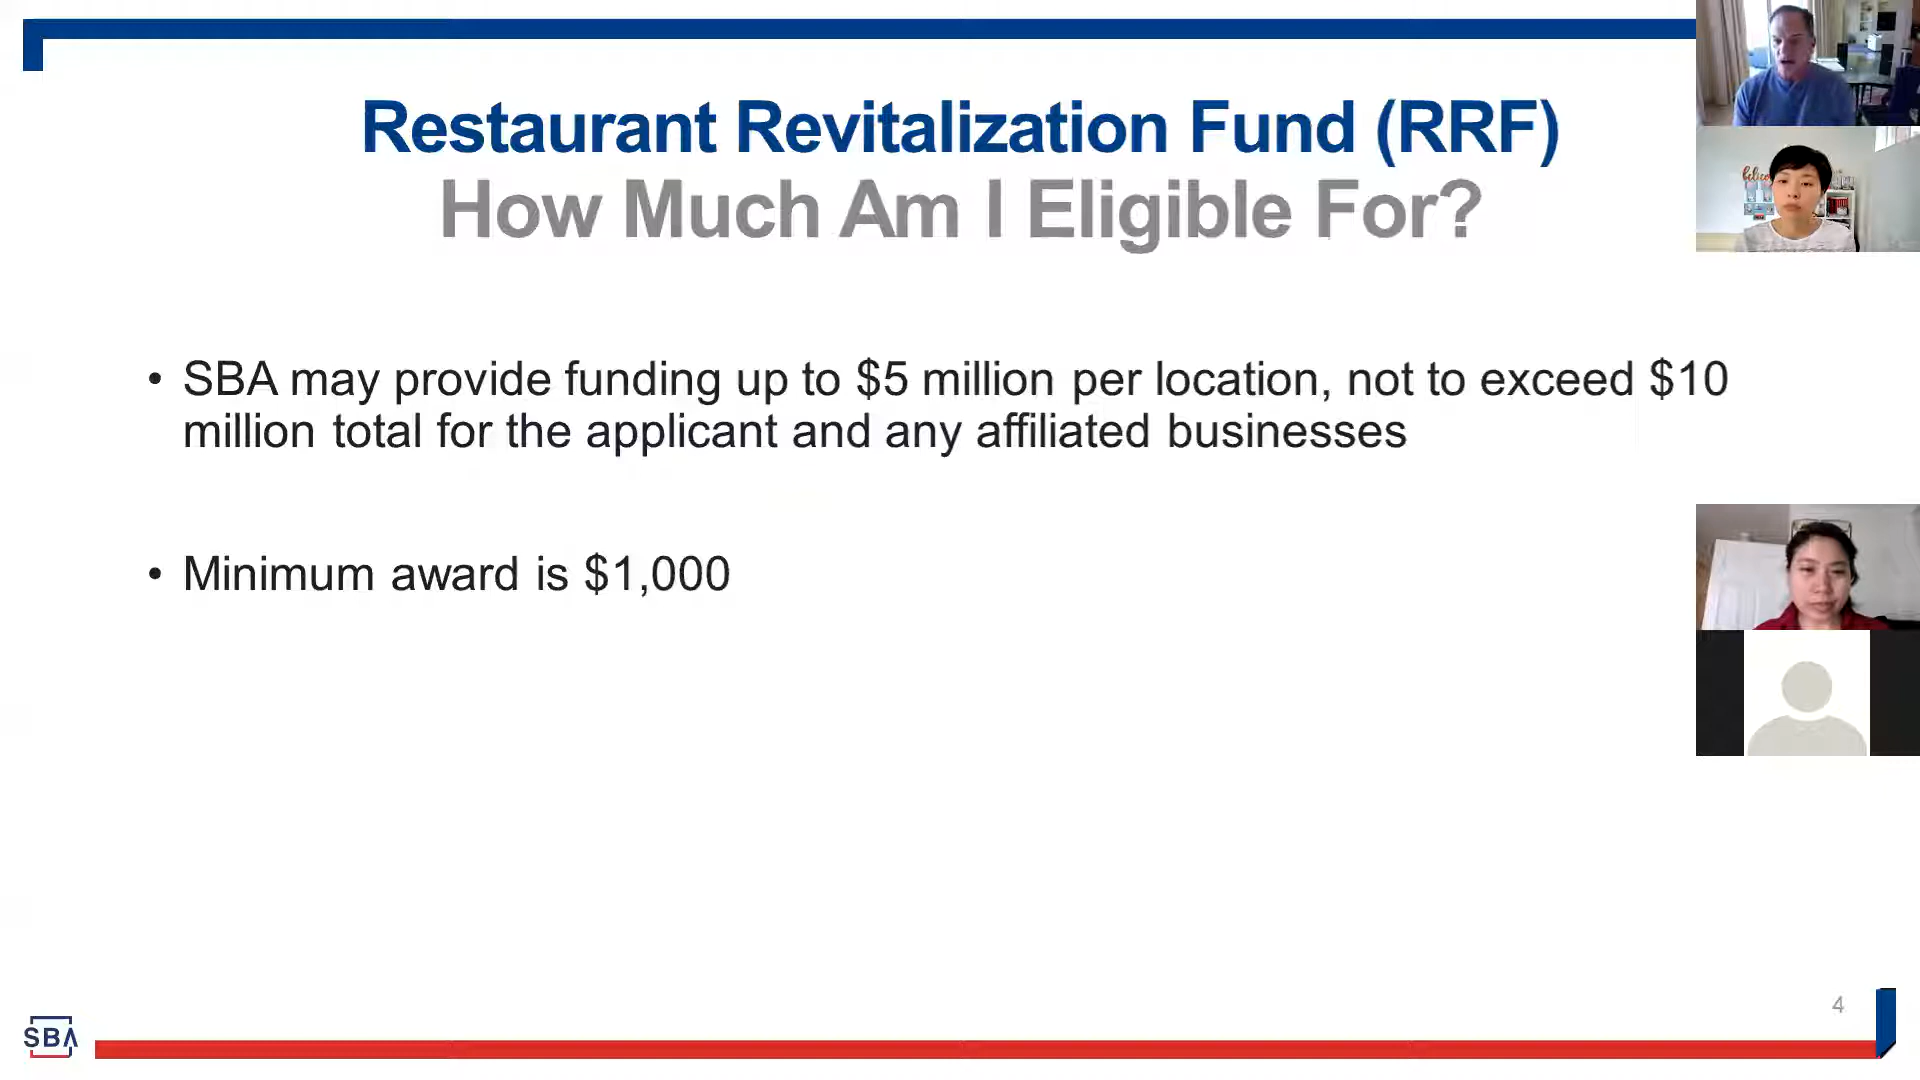 Restaurant Revitalization Fund (RRF)
How Much Am I Eligible For?
• SBA may provide funding up to $5 million per location, not to exceed $10
million total for the applicant and any affiliated businesses
• Minimum award is $1,000
4
SBA